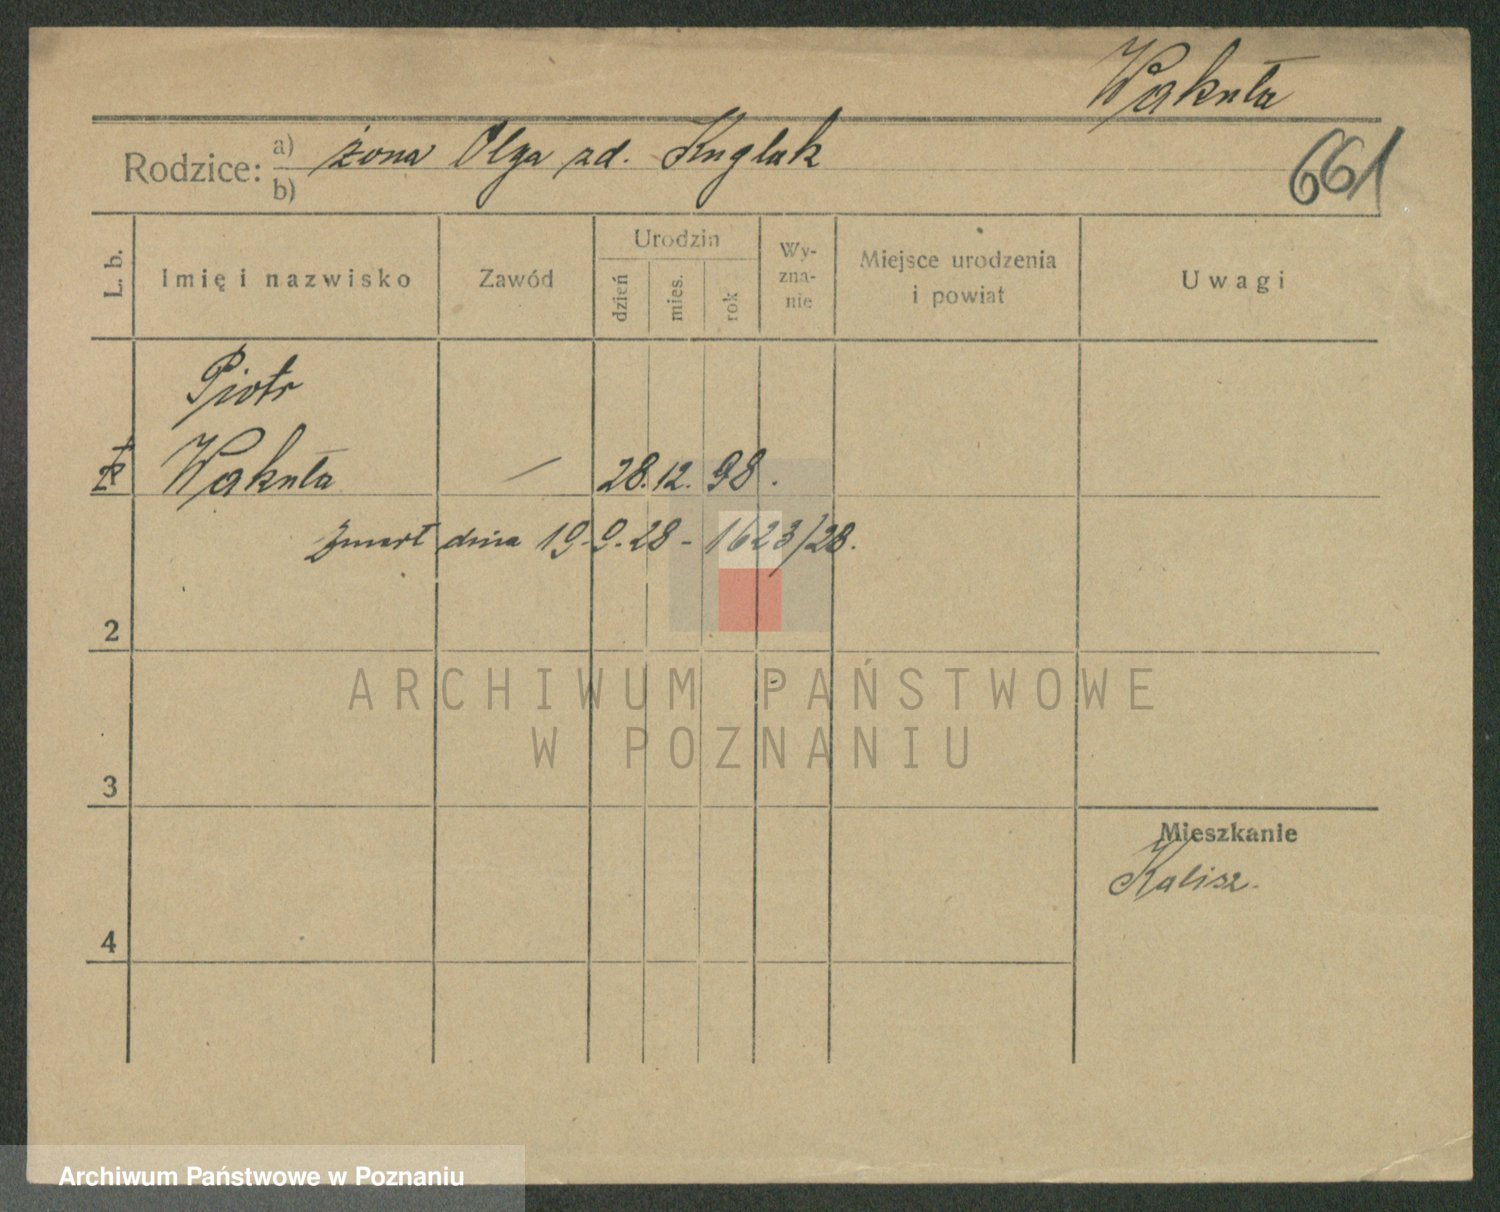 Wakuła
Rodzice: a) żona Olga zd. Kuglak
b)
661
L. b.
Imię i nazwisko
Zawód
Urodzin
dzień
mies.
rok
Wy-
zna-
nie
Miejsce urodzenia
i powiat
Uwagi
Piotr
Wakuła — 28. 12. 98.
zmarł dnia 19.9.28 - 1623/28.
2
ARCHIWUM PAŃSTWOWE
W POZNANIU
3
Mieszkanie
Kalisz.
4
Archiwum Państwowe w Poznaniu